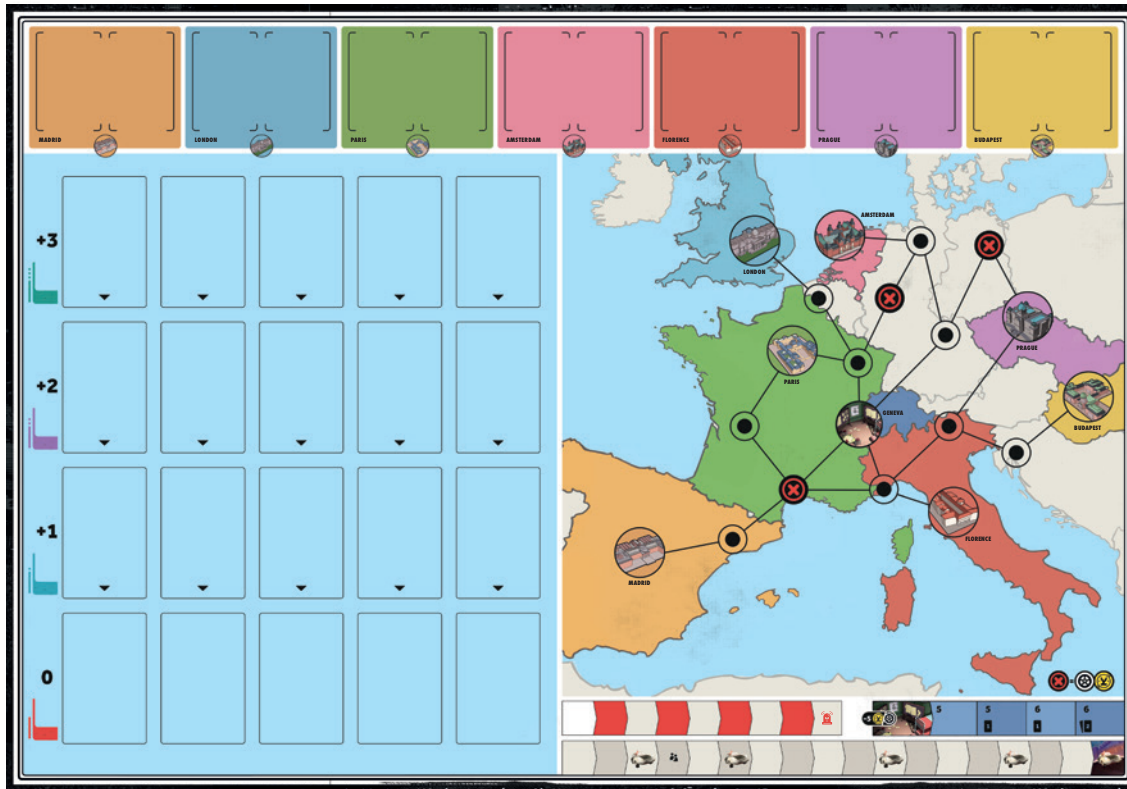 MADRID
LONDON
PARIS
AMSTERDAM
FLORENCE
PRAGUE
BUDAPEST
+3
+2
+1
0
AMSTERDAM
LONDON
PRAGUE
PARIS
GENEVA
BUDAPEST
FLORENCE
MADRID
5 5 6 6